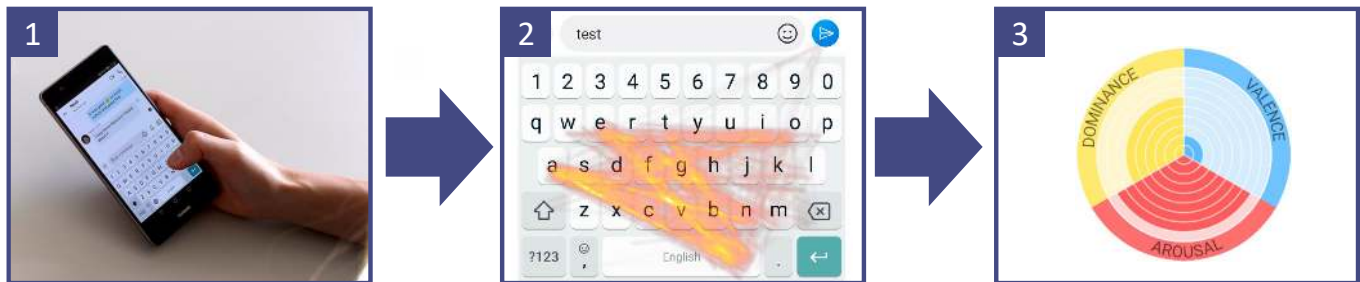 1
2
test
1 2 3 4 5 6 7 8 9 0
q w e r t y u i o p
a s d f g h j k l
z x c v b n m
?123 , English .
3
DOMINANCE
VALENCE
AROUSAL